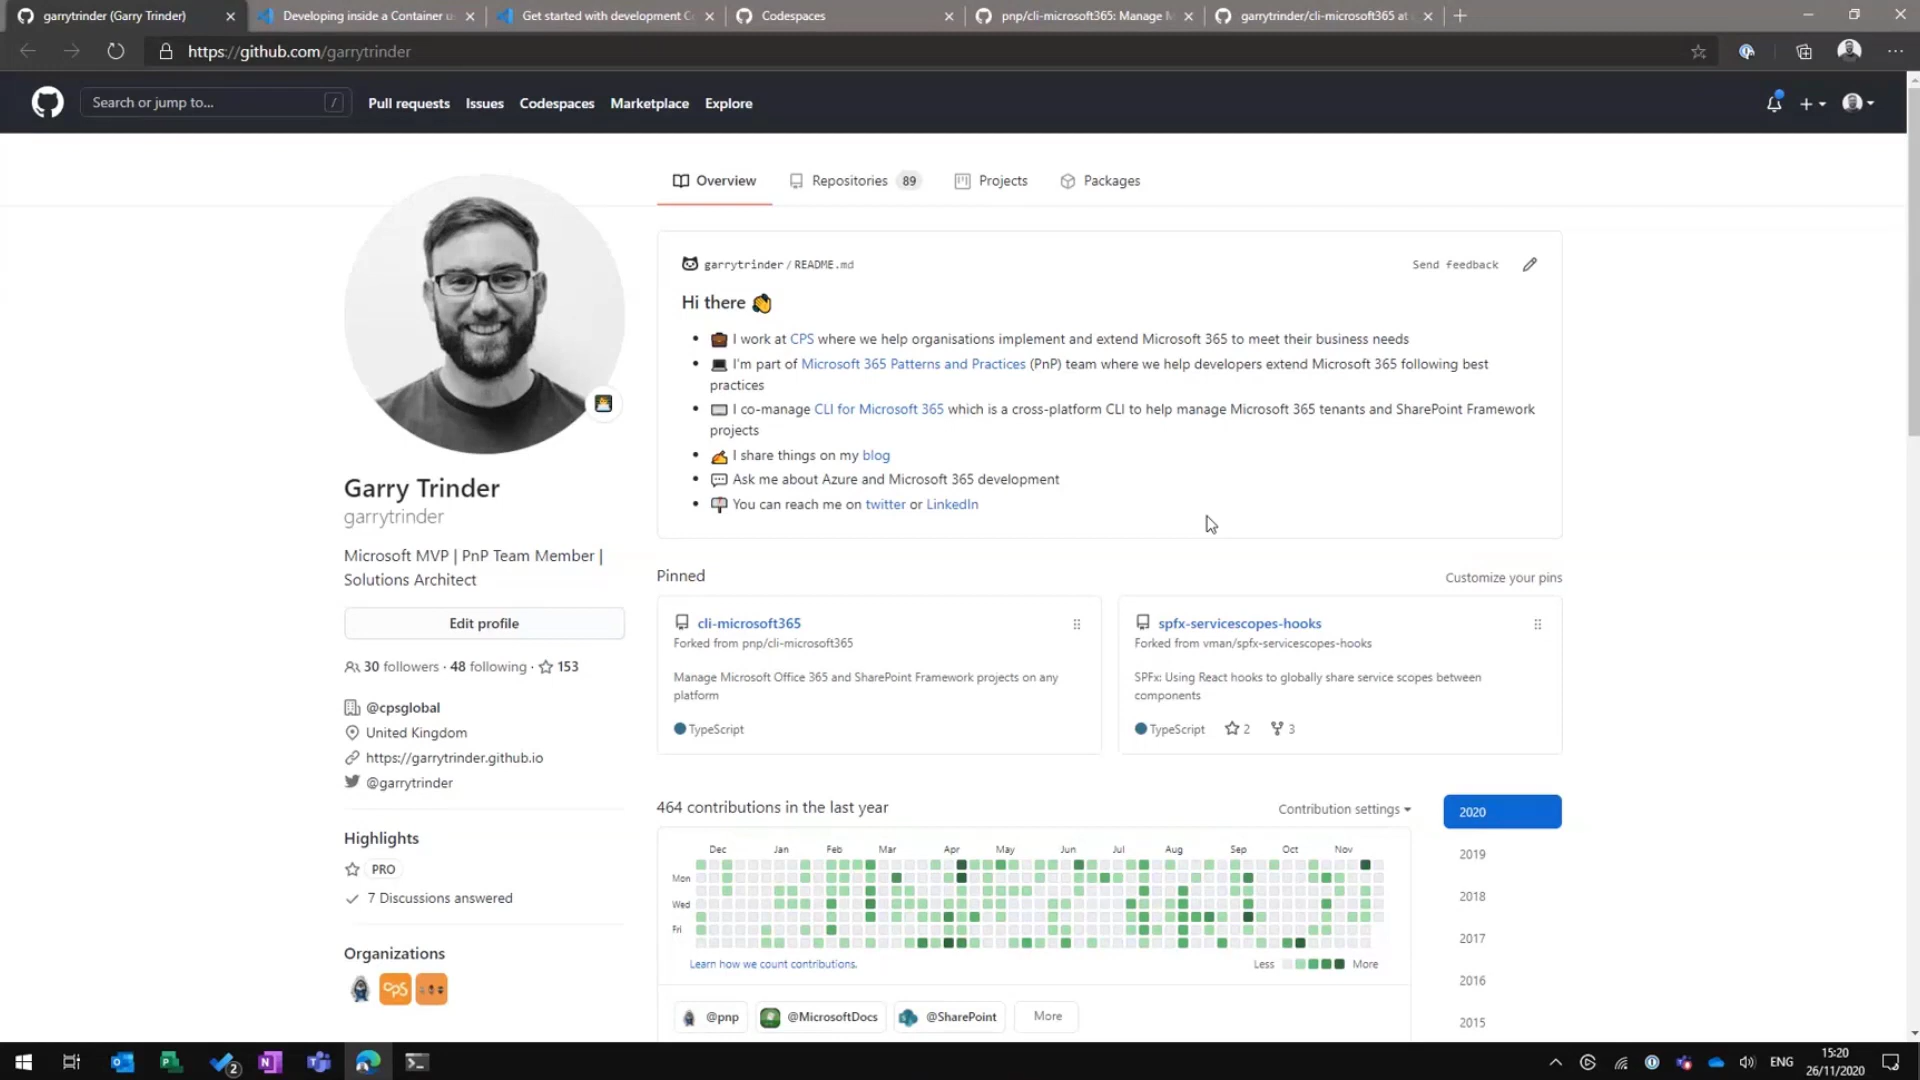 garrytrinder (Garry Trinder)
Developing inside a Container u
Get started with development C
Codespaces
pnp/cli-microsoft365: Manage M
garrytrinder/cli-microsoft365 at
https://github.com/garrytrinder
Search or jump to...
/
Pull requests
Issues
Codespaces
Marketplace
Explore
Overview
Repositories 89
Projects
Packages
garrytrinder/README.md
Send feedback
Hi there
I work at CPS where we help organisations implement and extend Microsoft 365 to meet their business needs
I'm part of Microsoft 365 Patterns and Practices (PnP) team where we help developers extend Microsoft 365 following best
practices
I co-manage CLI for Microsoft 365 which is a cross-platform CLI to help manage Microsoft 365 tenants and SharePoint Framework
projects
I share things on my blog
Ask me about Azure and Microsoft 365 development
You can reach me on twitter or LinkedIn
Garry Trinder
garrytrinder
Microsoft MVP | PnP Team Member |
Solutions Architect
Edit profile
30 followers · 48 following · 153
@cpsglobal
United Kingdom
https://garrytrinder.github.io
@garrytrinder
Highlights
PRO
7 Discussions answered
Organizations
cps
Pinned
Customize your pins
cli-microsoft365
Forked from pnp/cli-microsoft365
Manage Microsoft Office 365 and SharePoint Framework projects on any
platform
TypeScript
spfx-servicescopes-hooks
Forked from vman/spfx-servicescopes-hooks
SPFx: Using React hooks to globally share service scopes between
components
TypeScript 2 3
464 contributions in the last year
Contribution settings
2020
2019
2018
2017
2016
2015
Dec Jan Feb Mar Apr May Jun Jul Aug Sep Oct Nov
Mon
Wed
Fri
Learn how we count contributions.
Less
More
@pnp
@MicrosoftDocs
@SharePoint
More
2
ENG
15:20
26/11/2020